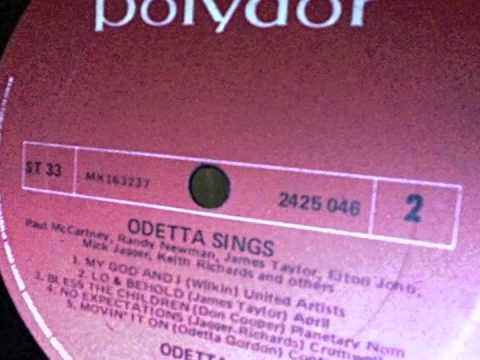 polydor
ST 33 MX163237 2425 046 2
ODETTA SINGS
Paul McCartney, Randy Newman, James Taylor, Elton John,
Mick Jagger, Keith Richards and others
1. MY GOD AND I (Wilkin) United Artists
2. LO & BEHOLD (James Taylor) April
3. BLESS THE CHILDREN (Don Cooper) Planetary Nom
4. NO EXPECTATIONS (Jagger-Richards)
5. MOVIN' IT ON (Odetta Gordon)
ODETTA